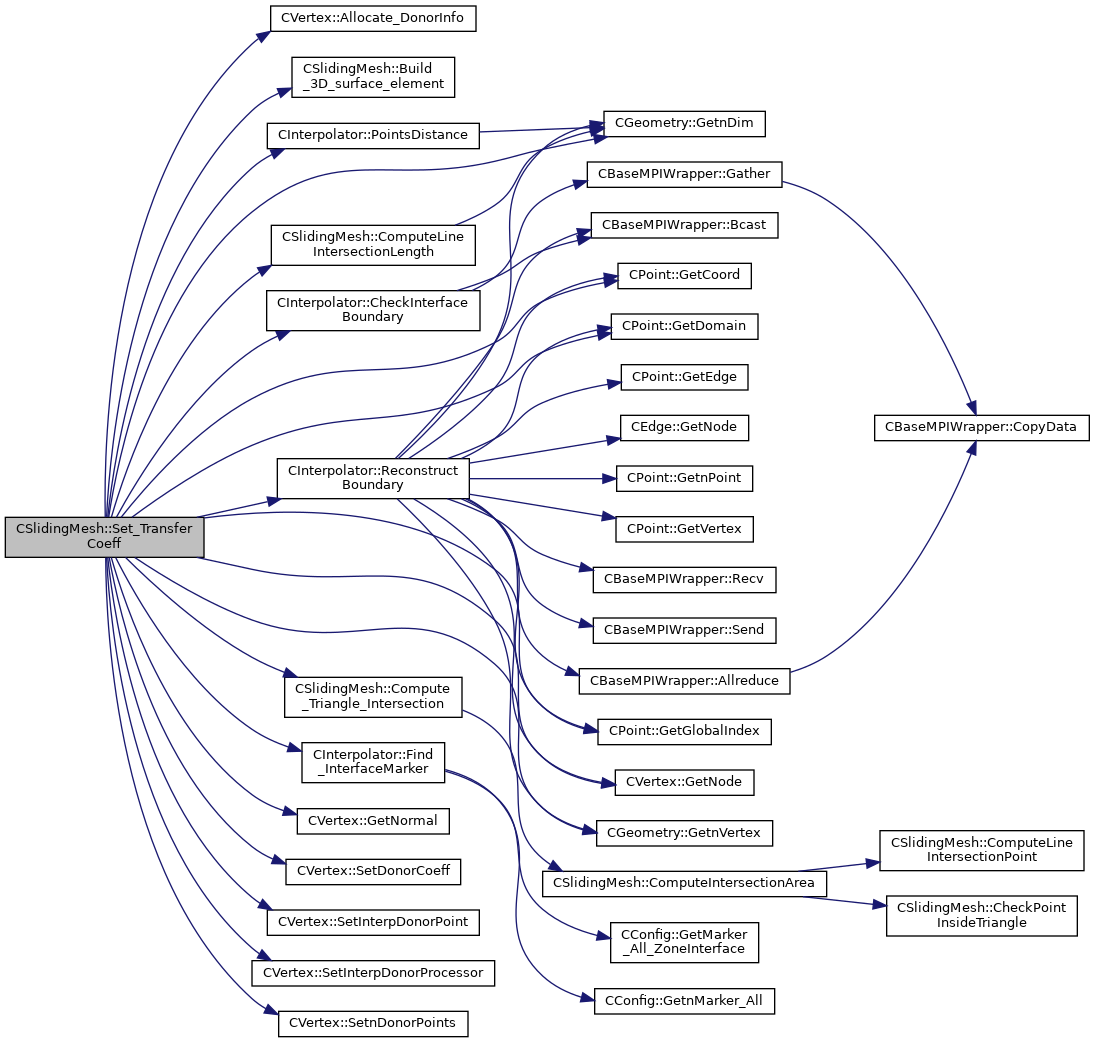 CVertex::Allocate_DonorInfo
CSlidingMesh::Build
_3D_surface_element
CInterpolator::PointsDistance
CSlidingMesh::ComputeLine
IntersectionLength
CInterpolator::CheckInterface
Boundary
CInterpolator::Reconstruct
Boundary
CSlidingMesh::Set_Transfer
Coeff
CSlidingMesh::Compute
_Triangle_Intersection
CInterpolator::Find
_InterfaceMarker
CVertex::GetNormal
CVertex::SetDonorCoeff
CVertex::SetInterpDonorPoint
CVertex::SetInterpDonorProcessor
CVertex::SetnDonorPoints
CGeometry::GetnDim
CBaseMPIWrapper::Gather
CBaseMPIWrapper::Bcast
CPoint::GetCoord
CPoint::GetDomain
CPoint::GetEdge
CEdge::GetNode
CPoint::GetnPoint
CPoint::GetVertex
CBaseMPIWrapper::Recv
CBaseMPIWrapper::Send
CBaseMPIWrapper::Allreduce
CPoint::GetGlobalIndex
CVertex::GetNode
CGeometry::GetnVertex
CSlidingMesh::ComputeIntersectionArea
CConfig::GetMarker
_All_ZoneInterface
CConfig::GetnMarker_All
CBaseMPIWrapper::CopyData
CSlidingMesh::ComputeLine
IntersectionPoint
CSlidingMesh::CheckPoint
InsideTriangle